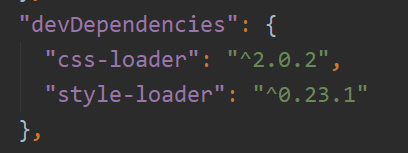 "devDependencies": {
"css-loader": "^2.0.2",
"style-loader": "^0.23.1"
},